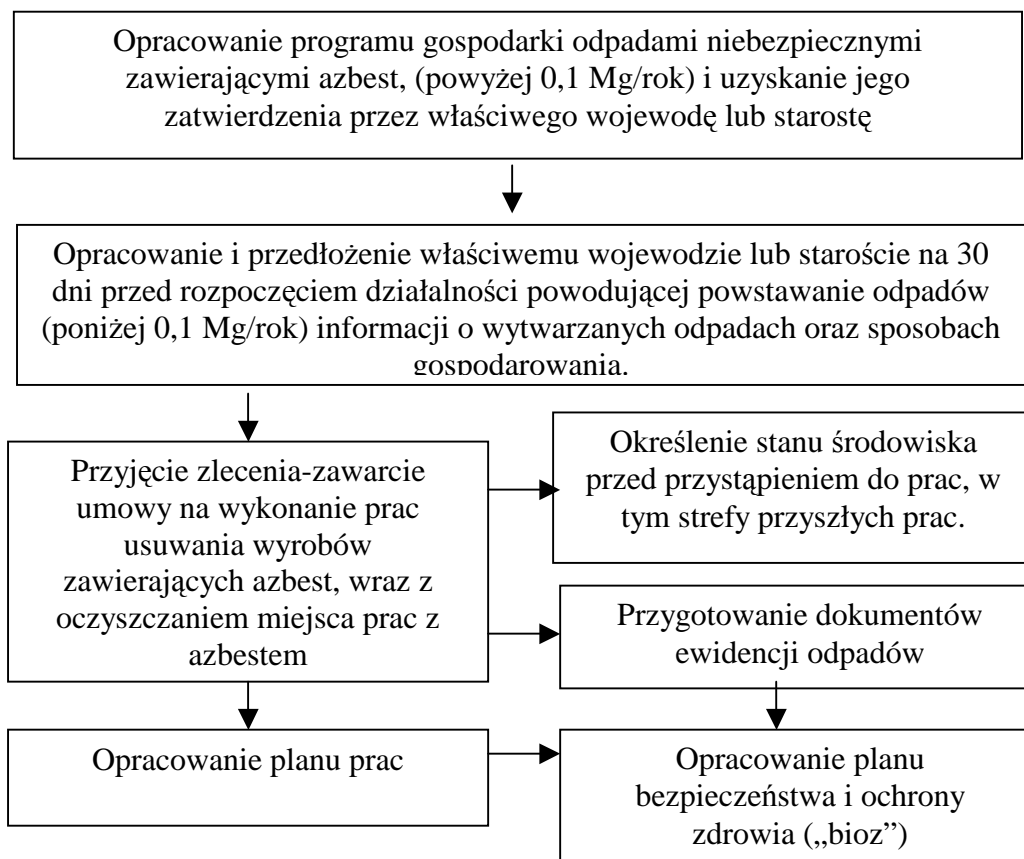 Opracowanie programu gospodarki odpadami niebezpiecznymi
zawierającymi azbest, (powyżej 0,1 Mg/rok) i uzyskanie jego
zatwierdzenia przez właściwego wojewodę lub starostę
Opracowanie i przedłożenie właściwemu wojewodzie lub staroście na 30
dni przed rozpoczęciem działalności powodującej powstawanie odpadów
(poniżej 0,1 Mg/rok) informacji o wytwarzanych odpadach oraz sposobach
gospodarowania.
Przyjęcie zlecenia-zawarcie
umowy na wykonanie prac
usuwania wyrobów
zawierających azbest, wraz z
oczyszczaniem miejsca prac z
azbestem
Określenie stanu środowiska
przed przystąpieniem do prac, w
tym strefy przyszłych prac.
Przygotowanie dokumentów
ewidencji odpadów
Opracowanie planu prac
Opracowanie planu
bezpieczeństwa i ochrony
zdrowia („bioz”)